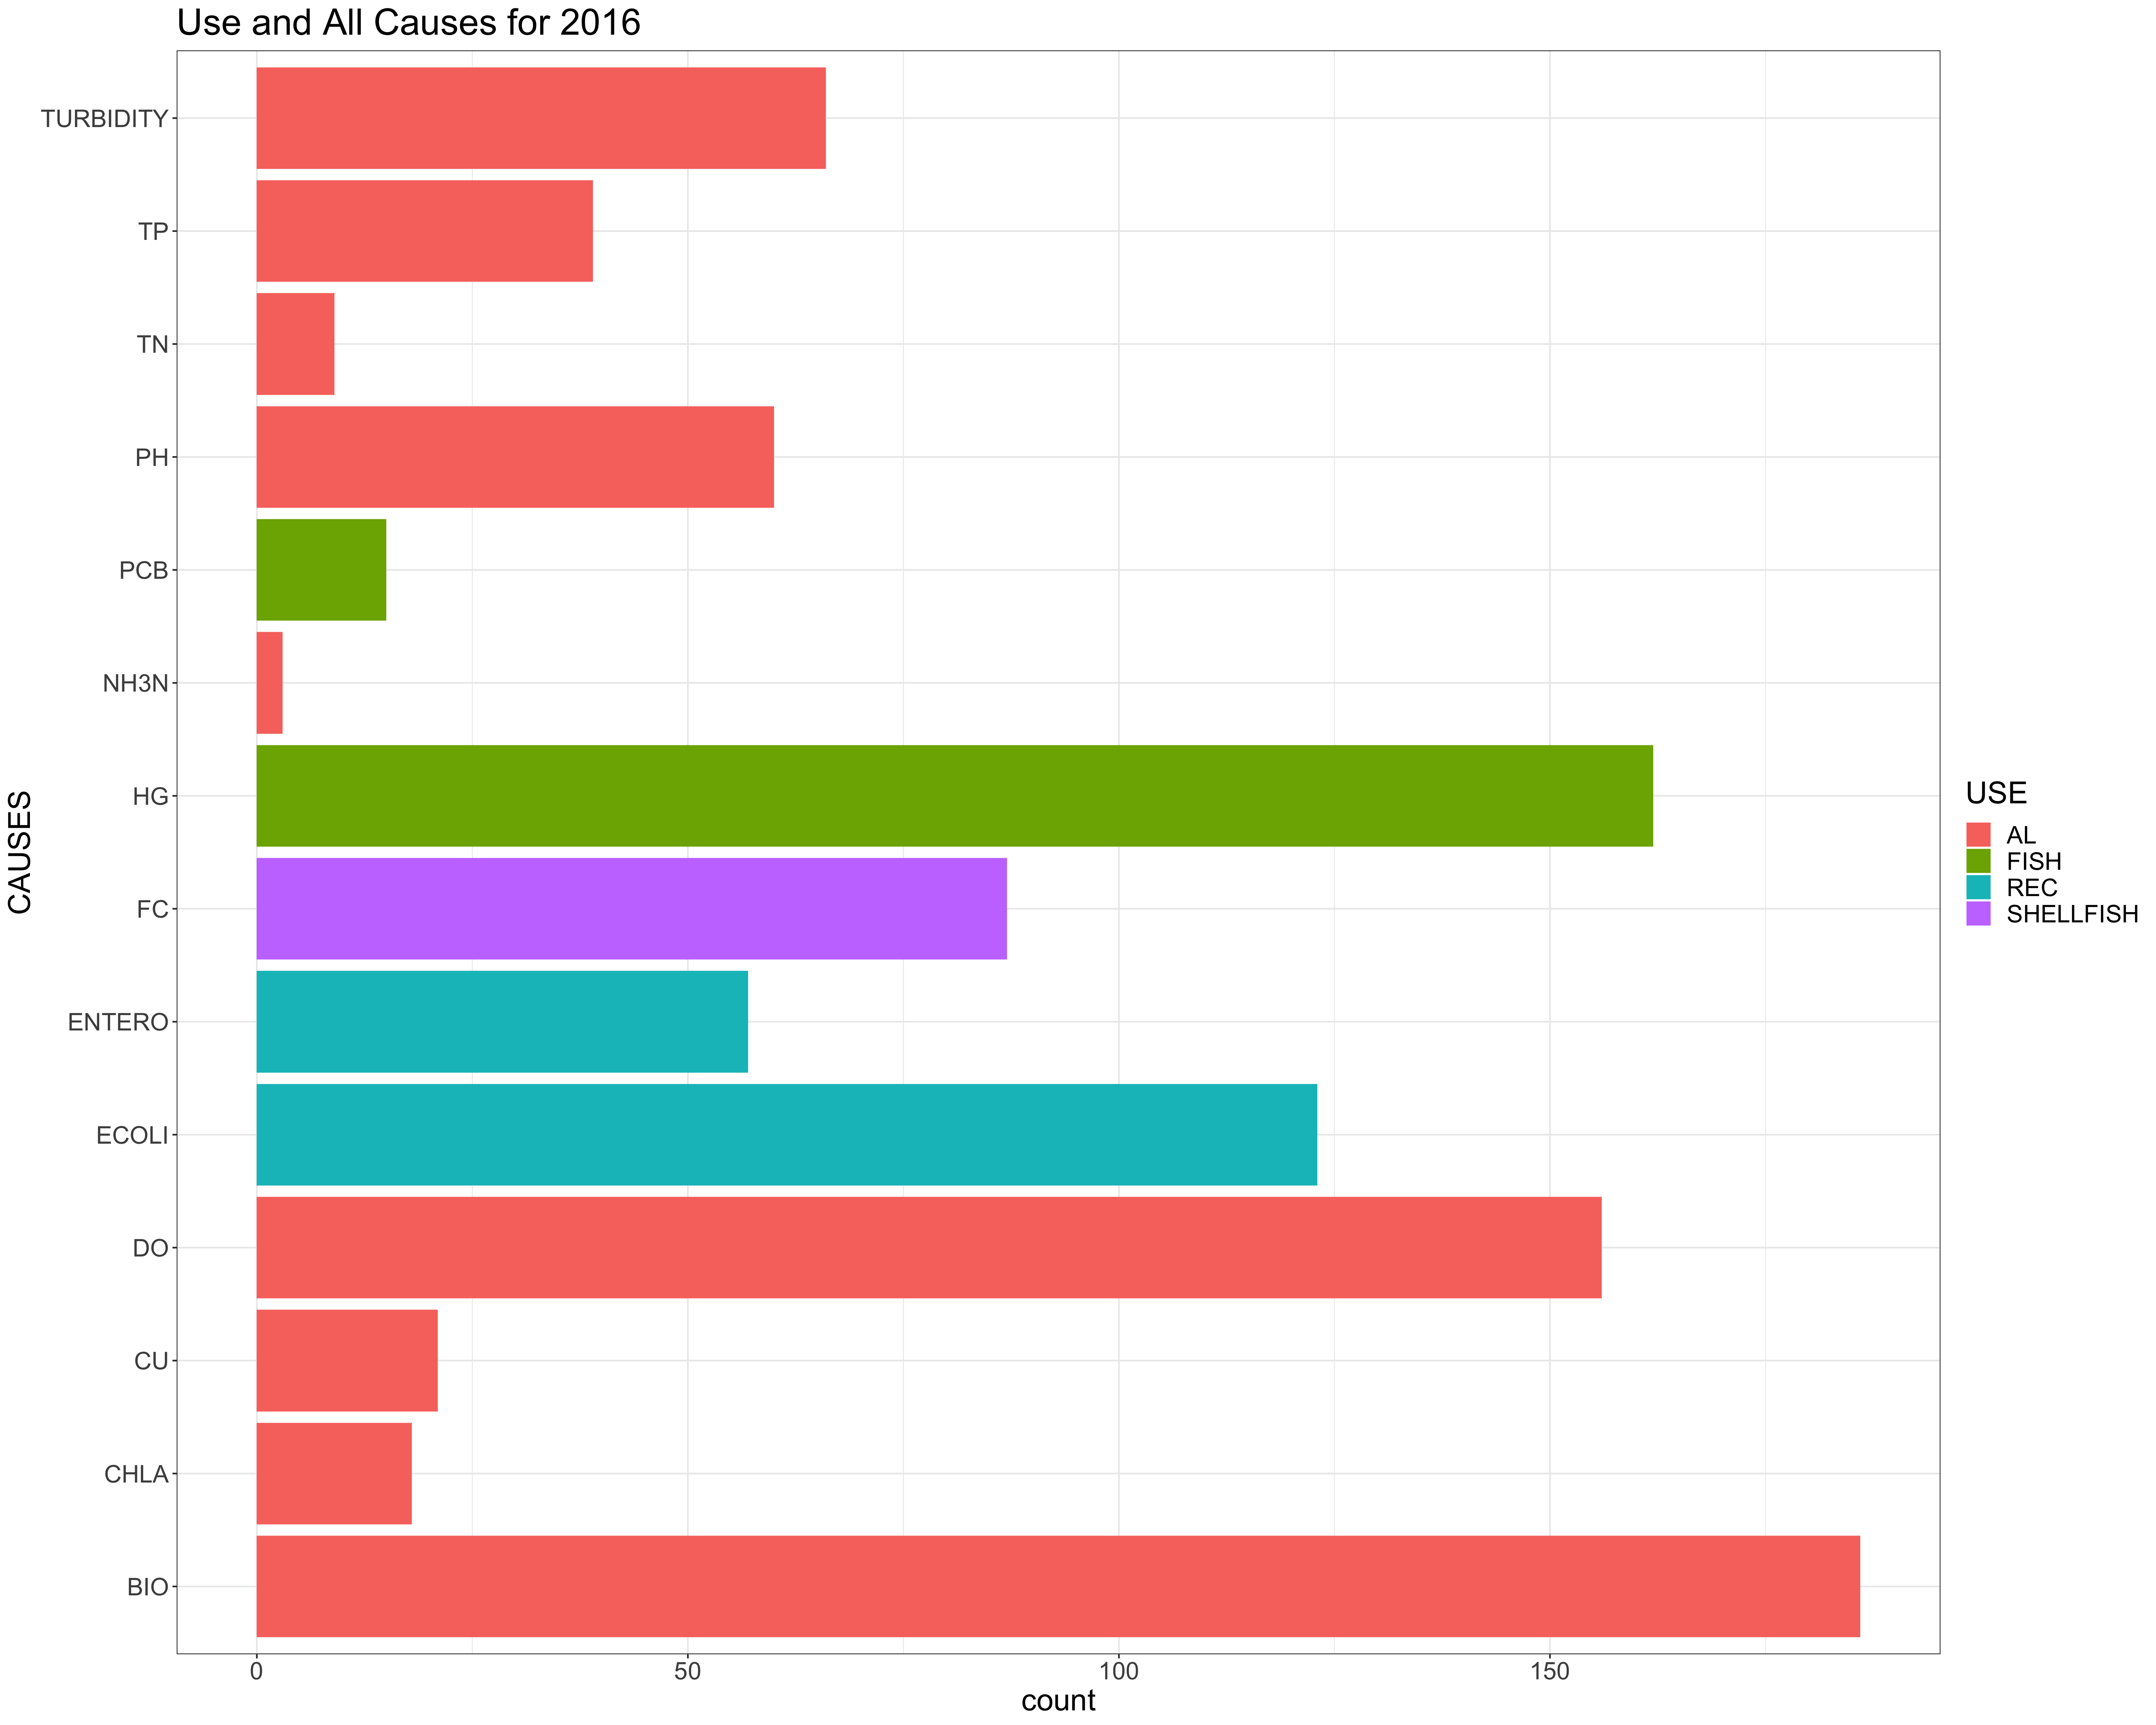 Use and All Causes for 2016
TURBIDITY
TP
TN
PH
PCB
NH3N
HG
FC
ENTERO
ECOLI
DO
CU
CHLA
BIO
CAUSES
0 50 100 150
count
USE
AL
FISH
REC
SHELLFISH